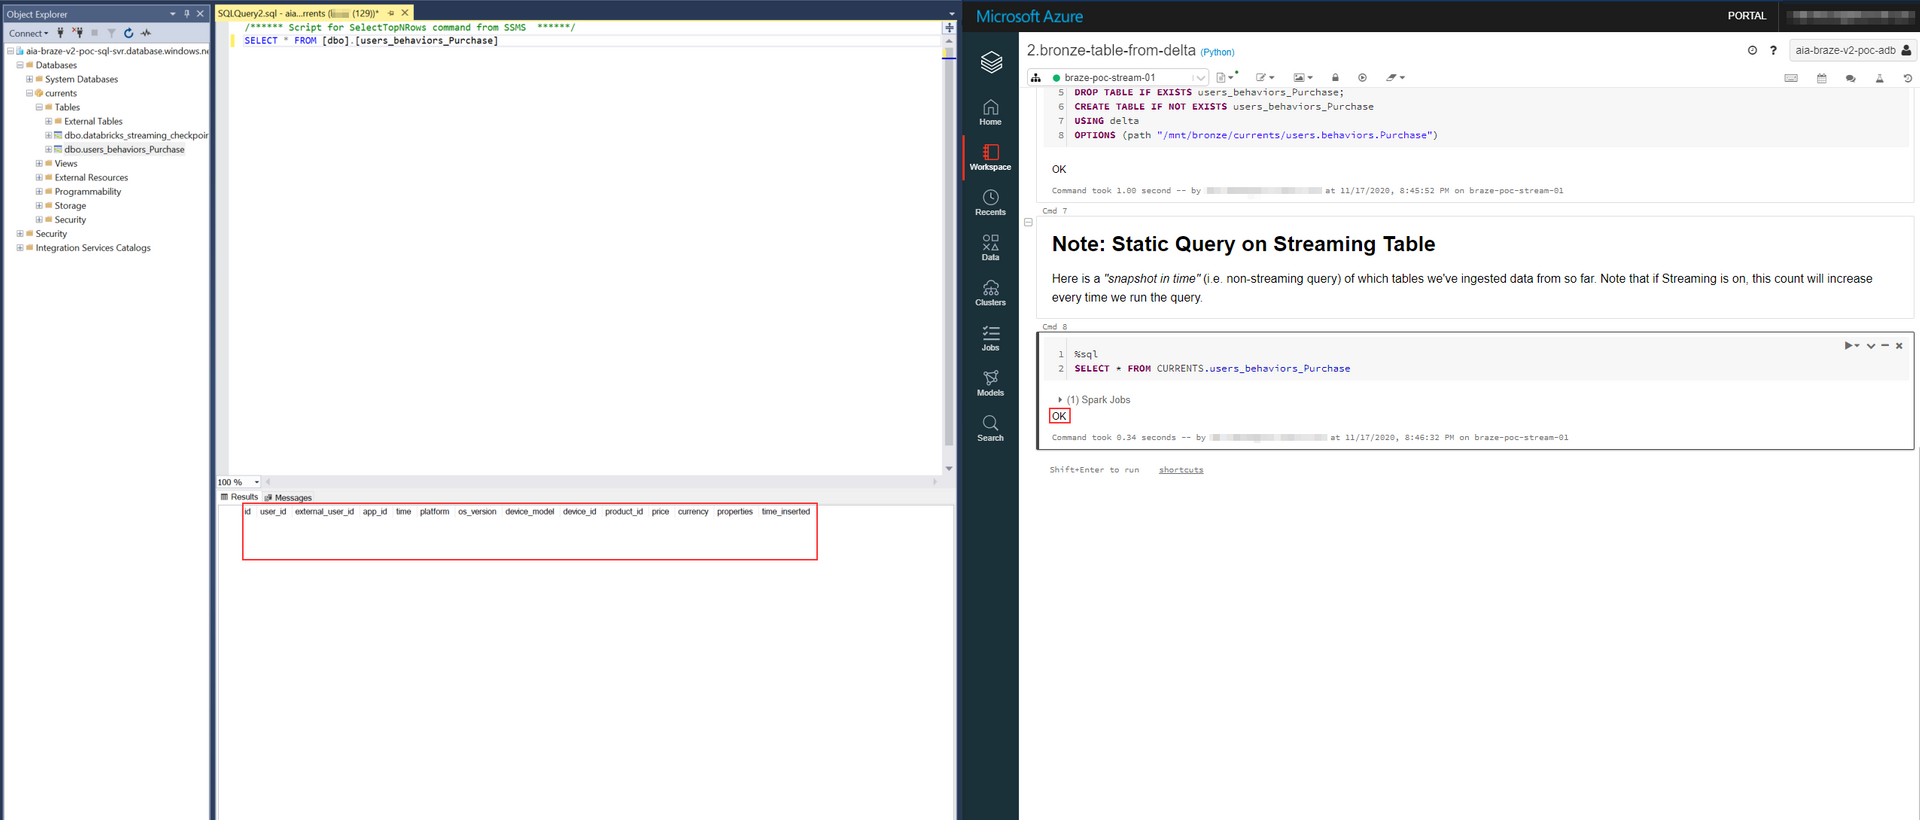 Object Explorer
Connect
aia-braze-v2-poc-sql-svr.database.windows.ne
Databases
System Databases
currents
Tables
External Tables
dbo.databricks_streaming_checkpoin
dbo.users_behaviors_Purchase
Views
External Resources
Programmability
Storage
Security
Security
Integration Services Catalogs
SQLQuery2.sql - aia...rrents ( (129))*
/****** Script for SelectTopNRows command from SSMS  ******/
SELECT * FROM [dbo].[users_behaviors_Purchase]
100 %
Results Messages
id user_id external_user_id app_id time platform os_version device_model device_id product_id price currency properties time_inserted
Microsoft Azure
PORTAL
Home
Workspace
Recents
Data
Clusters
Jobs
Models
Search
2.bronze-table-from-delta (Python)
? aia-braze-v2-poc-adb
braze-poc-stream-01
5 DROP TABLE IF EXISTS users_behaviors_Purchase;
6 CREATE TABLE IF NOT EXISTS users_behaviors_Purchase
7 USING delta
8 OPTIONS (path "/mnt/bronze/currents/users.behaviors.Purchase")
OK
Command took 1.00 second -- by at 11/17/2020, 8:45:52 PM on braze-poc-stream-01
Cmd 7
Note: Static Query on Streaming Table
Here is a "snapshot in time" (i.e. non-streaming query) of which tables we've ingested data from so far. Note that if Streaming is on, this count will increase
every time we run the query.
Cmd 8
1 %sql
2 SELECT * FROM CURRENTS.users_behaviors_Purchase
(1) Spark Jobs
OK
Command took 0.34 seconds -- by at 11/17/2020, 8:46:32 PM on braze-poc-stream-01
Shift+Enter to run shortcuts